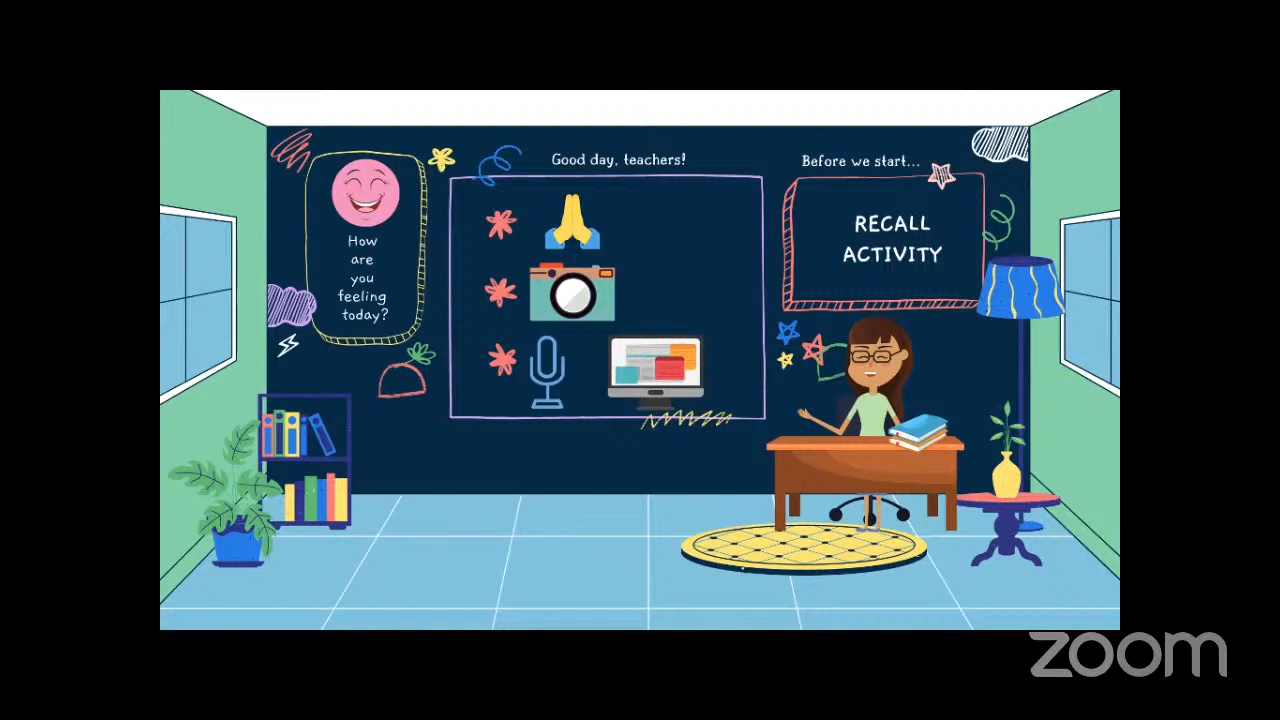 Good day, teachers!
Before we start...
How
are
you
feeling
today?
RECALL
ACTIVITY
zoom